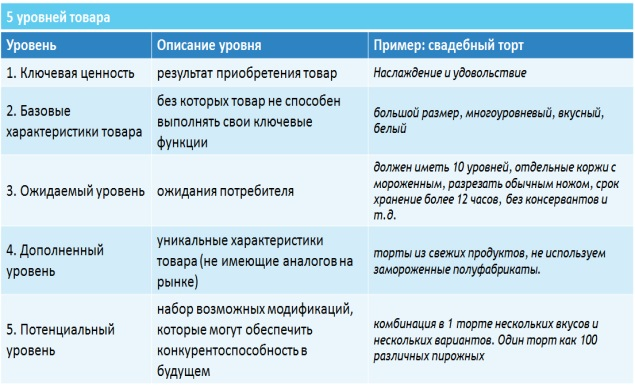 5 уровней товара
Уровень
Описание уровня
Пример: свадебный торт
1. Ключевая ценность
результат приобретения товар
Наслаждение и удовольствие
2. Базовые
характеристики товара
без которых товар не способен
выполнять свои ключевые
функции
большой размер, многоуровневый, вкусный,
белый
3. Ожидаемый уровень
ожидания потребителя
должен иметь 10 уровней, отдельные коржи с
мороженным, разрезать обычным ножом, срок
хранение более 12 часов, без консервантов и
т.д.
4. Дополненный
уровень
уникальные характеристики
товара (не имеющие аналогов на
рынке)
торты из свежих продуктов, не используем
замороженные полуфабрикаты.
5. Потенциальный
уровень
набор возможных модификаций,
которые могут обеспечить
конкурентоспособность в
будущем
комбинация в 1 торте нескольких вкусов и
нескольких вариантов. Один торт как 100
различных пирожных